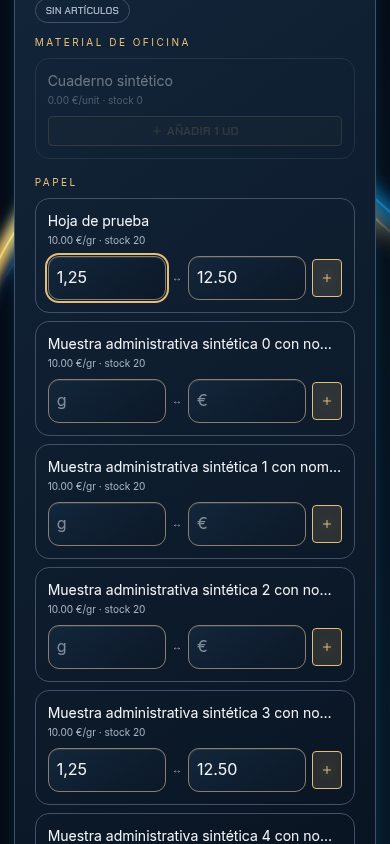 SIN ARTÍCULOS
MATERIAL DE OFICINA
Cuaderno sintético
0.00 €/unit · stock 0
+ AÑADIR 1 UD
PAPEL
Hoja de prueba
10.00 €/gr · stock 20
1,25 ↔ 12.50 +
Muestra administrativa sintética 0 con no...
10.00 €/gr · stock 20
g ↔ € +
Muestra administrativa sintética 1 con nom...
10.00 €/gr · stock 20
g ↔ € +
Muestra administrativa sintética 2 con no...
10.00 €/gr · stock 20
g ↔ € +
Muestra administrativa sintética 3 con no...
10.00 €/gr · stock 20
1,25 ↔ 12.50 +
Muestra administrativa sintética 4 con no...